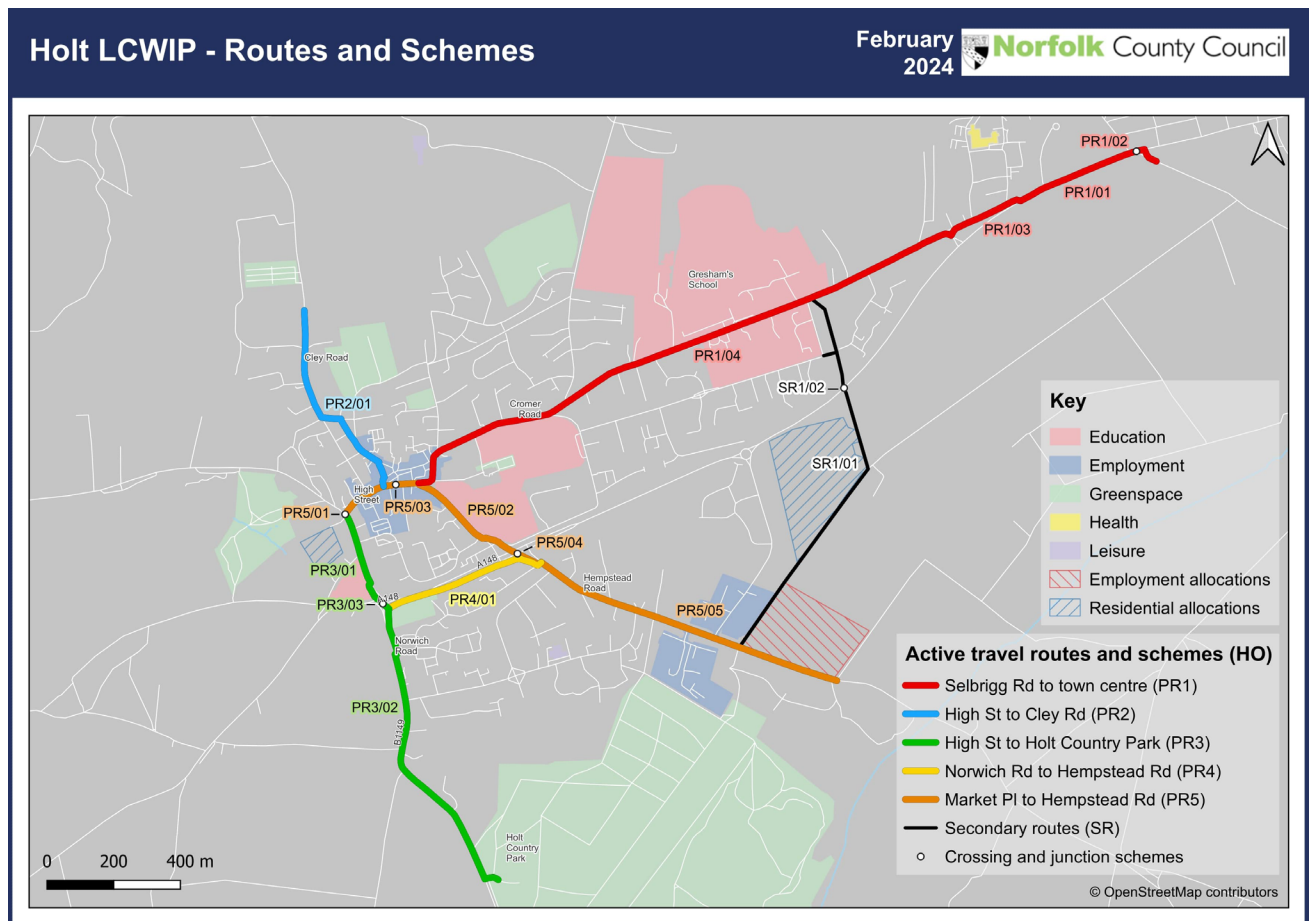 Holt LCWIP - Routes and Schemes
February
2024
Norfolk County Council
PR1/02
PR1/01
PR1/03
Gresham's
School
PR1/04
Cley Road
PR2/01
Cromer
Road
SR1/02
SR1/01
High
Street
PR5/01
PR5/03
PR5/02
PR5/04
A148
Hempstead
Road
PR3/01
PR3/03
A148
PR4/01
PR5/05
Norwich
Road
PR3/02
B1149
Holt
Country
Park
Key
Education
Employment
Greenspace
Health
Leisure
Employment allocations
Residential allocations
Active travel routes and schemes (HO)
Selbrigg Rd to town centre (PR1)
High St to Cley Rd (PR2)
High St to Holt Country Park (PR3)
Norwich Rd to Hempstead Rd (PR4)
Market Pl to Hempstead Rd (PR5)
Secondary routes (SR)
Crossing and junction schemes
0 200 400 m
© OpenStreetMap contributors